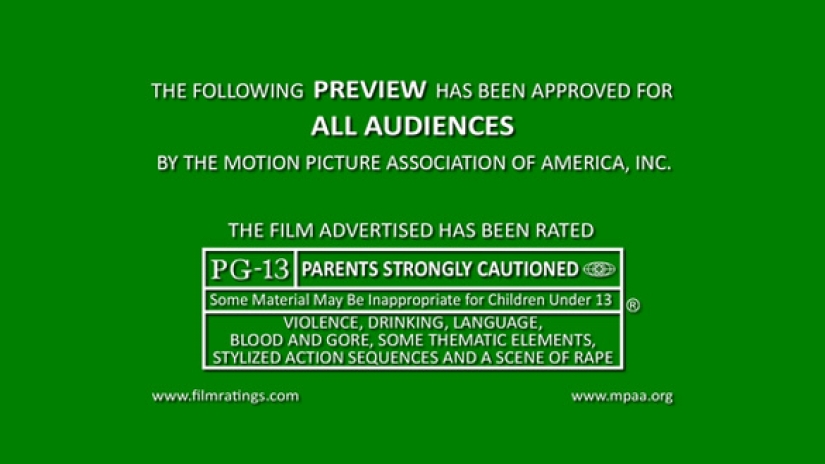 THE FOLLOWING PREVIEW HAS BEEN APPROVED FOR
ALL AUDIENCES
BY THE MOTION PICTURE ASSOCIATION OF AMERICA, INC.
THE FILM ADVERTISED HAS BEEN RATED
PG-13 PARENTS STRONGLY CAUTIONED
Some Material May Be Inappropriate for Children Under 13 ®
VIOLENCE, DRINKING, LANGUAGE,
BLOOD AND GORE, SOME THEMATIC ELEMENTS,
STYLIZED ACTION SEQUENCES AND A SCENE OF RAPE
www.filmratings.com www.mpaa.org